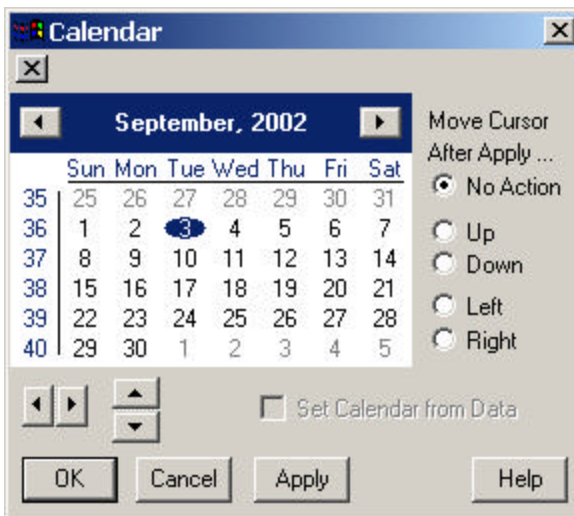 Calendar
September, 2002
Sun Mon Tue Wed Thu Fri Sat
35 25 26 27 28 29 30 31
36 1 2 3 4 5 6 7
37 8 9 10 11 12 13 14
38 15 16 17 18 19 20 21
39 22 23 24 25 26 27 28
40 29 30 1 2 3 4 5
Move Cursor
After Apply ...
No Action
Up
Down
Left
Right
Set Calendar from Data
OK Cancel Apply Help